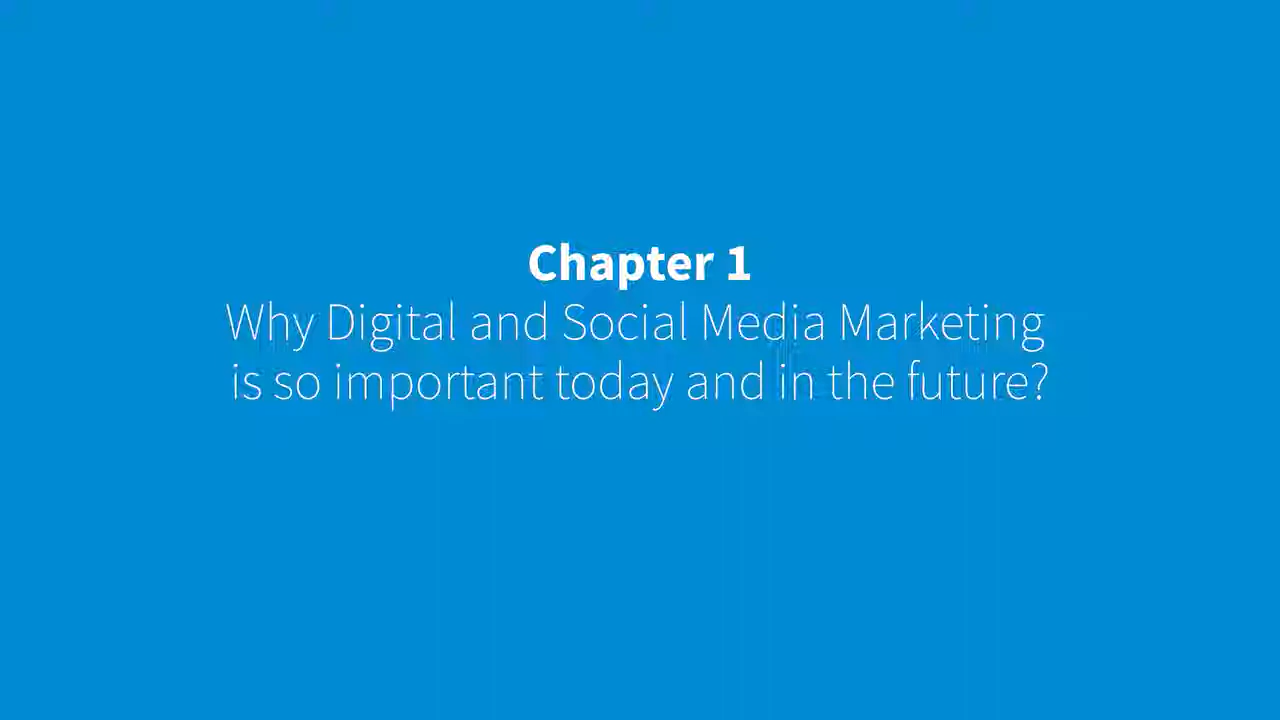 Chapter 1
Why Digital and Social Media Marketing
is so important today and in the future?